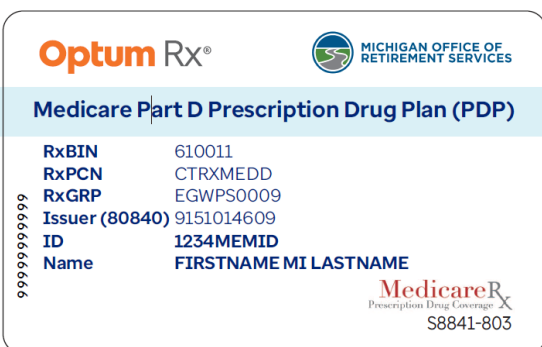 Optum Rx®
MICHIGAN OFFICE OF
RETIREMENT SERVICES
Medicare Part D Prescription Drug Plan (PDP)
RxBIN 610011
RxPCN CTRXMEDD
RxGRP EGWPS0009
Issuer (80840) 9151014609
ID 1234MEMID
Name FIRSTNAME MI LASTNAME
99999999999
MedicareRx
Prescription Drug Coverage
S8841-803